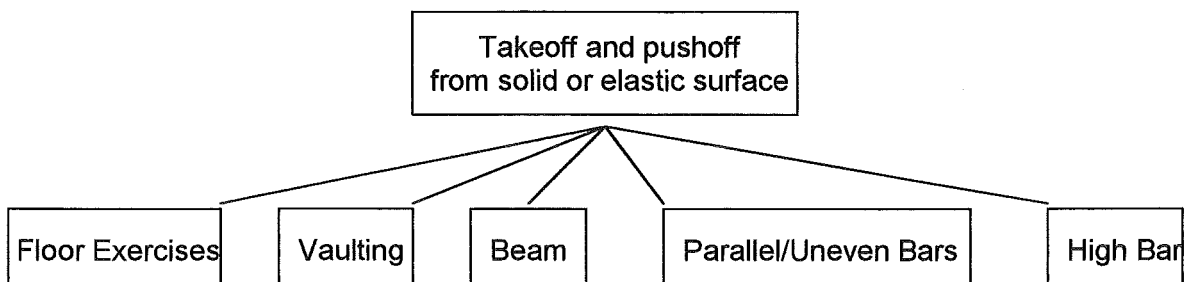 Takeoff and pushoff
from solid or elastic surface
Floor Exercises
Vaulting
Beam
Parallel/Uneven Bars
High Bar